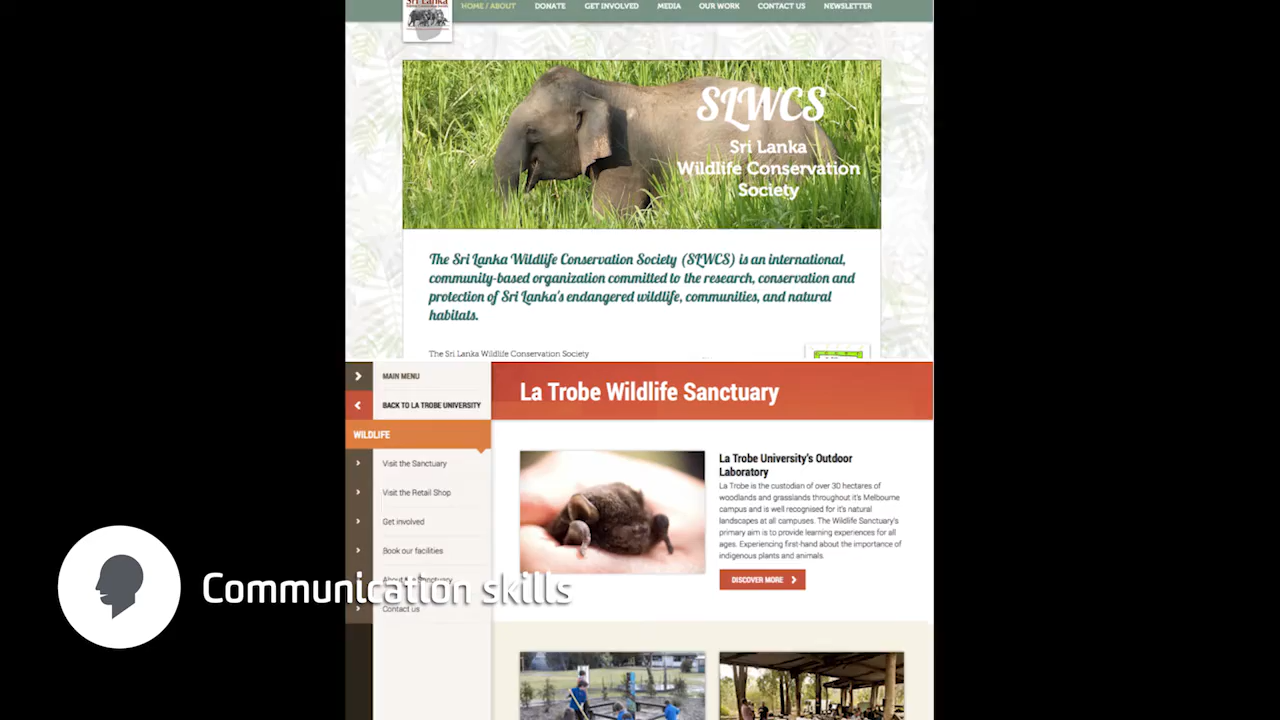 Sri Lanka
HOME / ABOUT
DONATE
GET INVOLVED
MEDIA
OUR WORK
CONTACT US
NEWSLETTER
SLWCS
Sri Lanka
Wildlife Conservation
Society
The Sri Lanka Wildlife Conservation Society (SLWCS) is an international,
community-based organization committed to the research, conservation and
protection of Sri Lanka's endangered wildlife, communities, and natural
habitats.
The Sri Lanka Wildlife Conservation Society
MAIN MENU
BACK TO LA TROBE UNIVERSITY
WILDLIFE
Visit the Sanctuary
Visit the Retail Shop
Get involved
Book our facilities
Contact us
La Trobe Wildlife Sanctuary
La Trobe University's Outdoor
Laboratory
La Trobe is the custodian of over 30 hectares of
woodlands and grasslands throughout it's Melbourne
campus and is well recognised for it's natural
landscapes at all campuses. The Wildlife Sanctuary's
primary aim is to provide learning experiences for all
ages. Experiencing first-hand about the importance of
indigenous plants and animals.
DISCOVER MORE
Communication skills